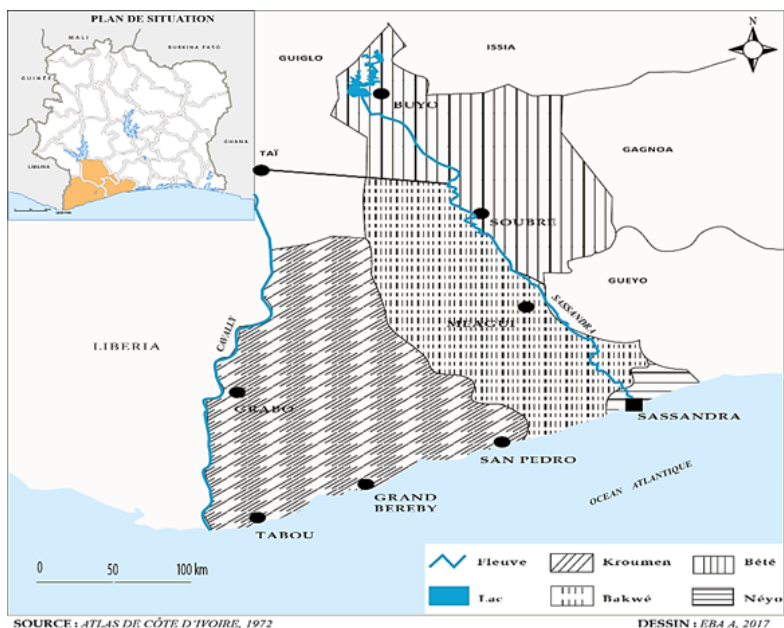 PLAN DE SITUATION
MALI
BURKINA FASO
GUINÉE
GHANA
LIBERIA
GUIGLO
ISSIA
N
BUYO
GAGNOA
TAÏ
SOUBRE
GUEYO
SASSANDRA
MEAGUI
CAVALLY
LIBERIA
GRABO
SASSANDRA
SAN PEDRO
OCEAN ATLANTIQUE
GRAND
BEREBY
TABOU
0 50 100 km
Fleuve Kroumen Bété
Lac Bakwé Néyo
SOURCE : ATLAS DE CÔTE D'IVOIRE, 1972 DESSIN : EBA A, 2017